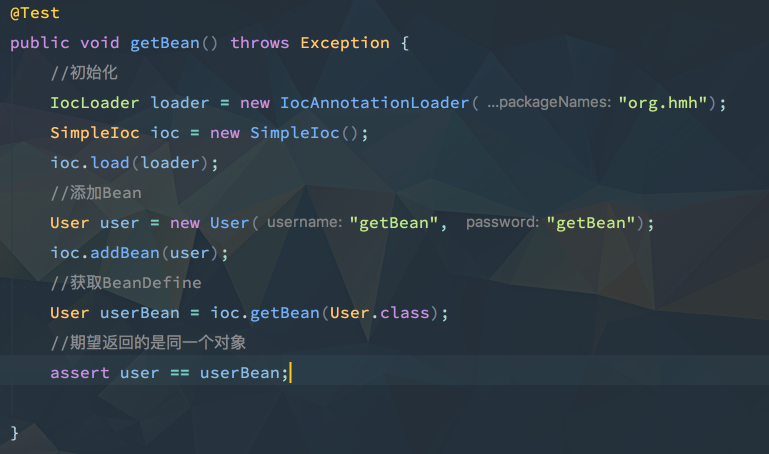 @Test
public void getBean() throws Exception {
    //初始化
    IocLoader loader = new IocAnnotationLoader( ...packageNames: "org.hmh");
    SimpleIoc ioc = new SimpleIoc();
    ioc.load(loader);
    //添加Bean
    User user = new User( username: "getBean",  password: "getBean");
    ioc.addBean(user);
    //获取BeanDefine
    User userBean = ioc.getBean(User.class);
    //期望返回的是同一个对象
    assert user == userBean;
}